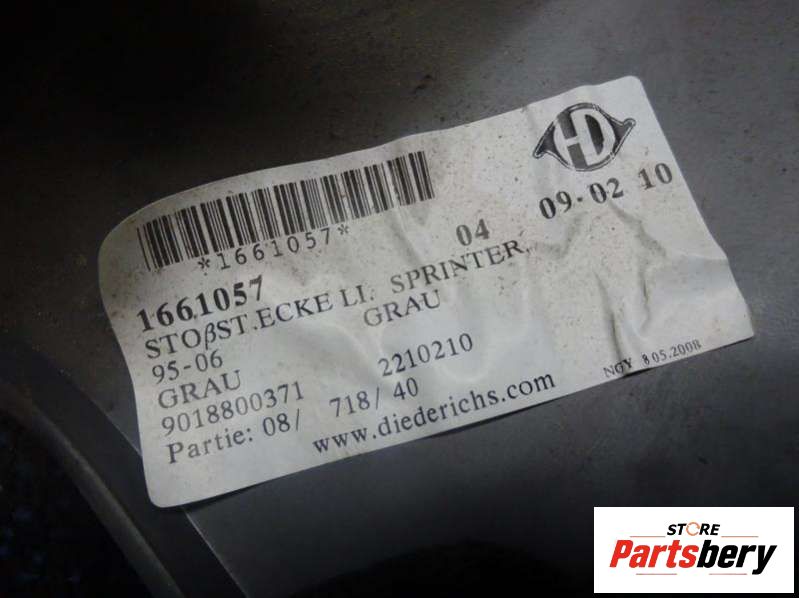 HD
*1661057*
04 09-02 10
1661057
STOβST.ECKE LI. SPRINTER,
95-06 GRAU
GRAU
9018800371 2210210
Partie: 08/ 718/ 40
www.diederichs.com
NGY 8 05.2008
STORE
Partsbery